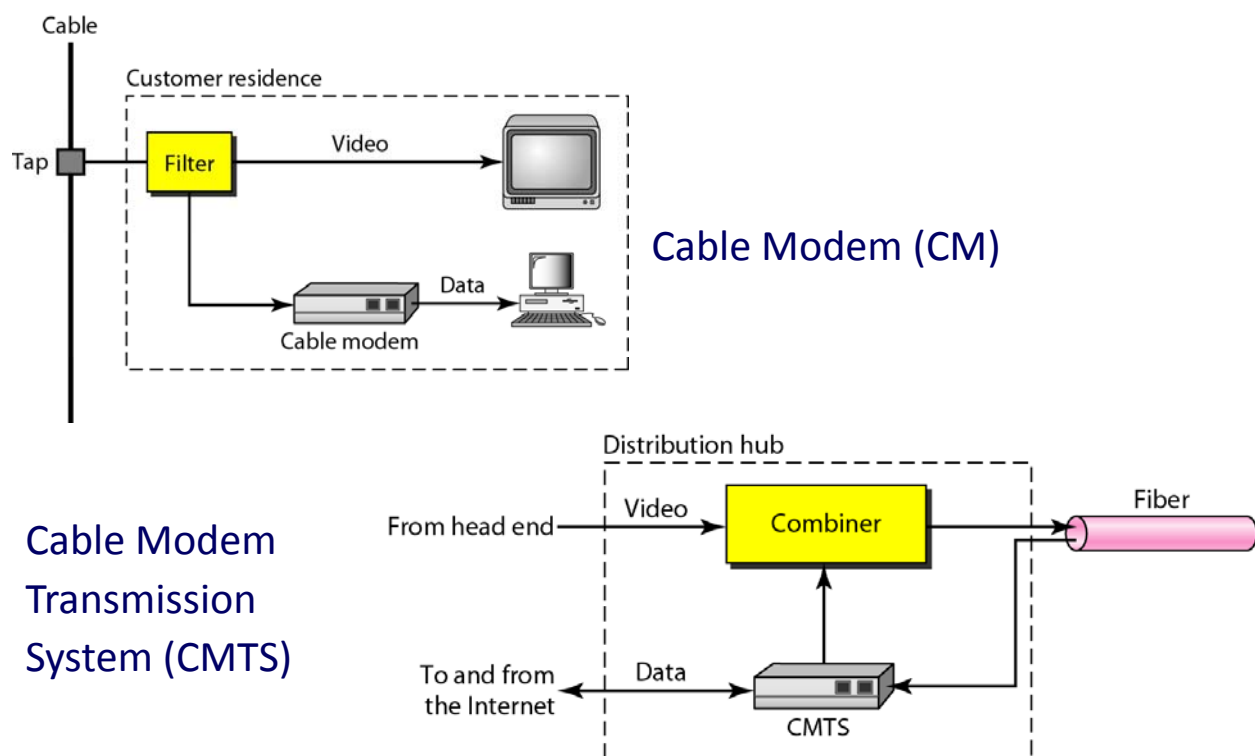 Cable
Customer residence
Tap
Filter
Video
Cable Modem (CM)
Data
Cable modem
Distribution hub
From head end
Video
Combiner
Fiber
Cable Modem
Transmission
System (CMTS)
To and from
the Internet
Data
CMTS